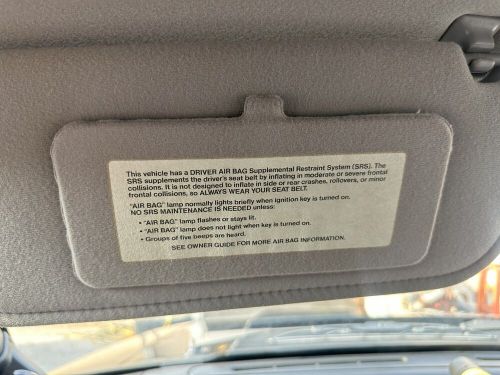 This vehicle has a DRIVER AIR BAG Supplemental Restraint System (SRS). The
SRS supplements the driver's seat belt by inflating in moderate or severe frontal
collisions. It is not designed to inflate in side or rear crashes, rollovers, or minor
frontal collisions, so ALWAYS WEAR YOUR SEAT BELT.
"AIR BAG" lamp normally lights briefly when ignition key is turned on.
NO SRS MAINTENANCE IS NEEDED unless:
• "AIR BAG" lamp flashes or stays lit.
• "AIR BAG" lamp does not light when key is turned on.
• Groups of five beeps are heard.
SEE OWNER GUIDE FOR MORE AIR BAG INFORMATION.